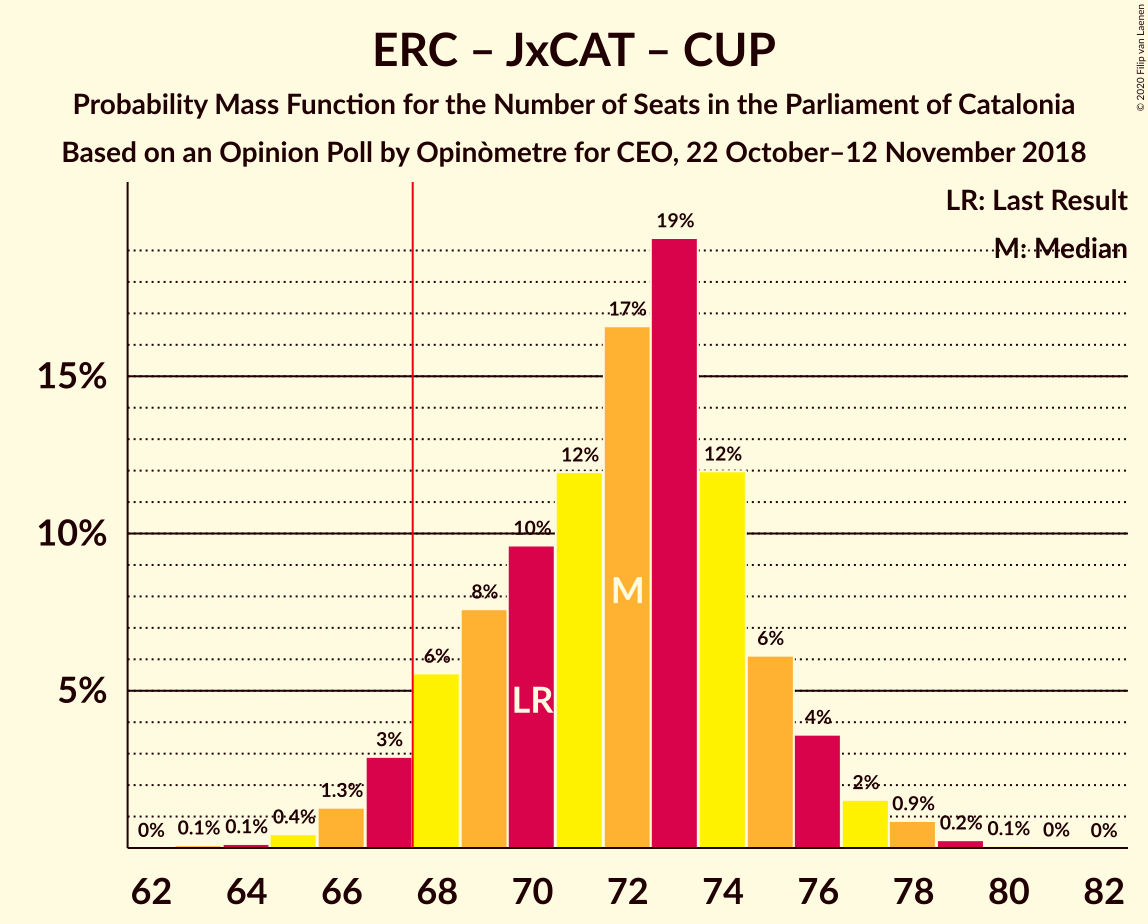 ERC – JxCAT – CUP
Probability Mass Function for the Number of Seats in the Parliament of Catalonia
Based on an Opinion Poll by Opinòmetre for CEO, 22 October–12 November 2018
© 2020 Filip van Laenen
LR: Last Result
M: Median
15%
10%
5%
0%
0.1%
0.1%
0.4%
1.3%
3%
6%
8%
10%
12%
17%
19%
12%
6%
4%
2%
0.9%
0.2%
0.1%
0%
0%
LR
M
62 64 66 68 70 72 74 76 78 80 82